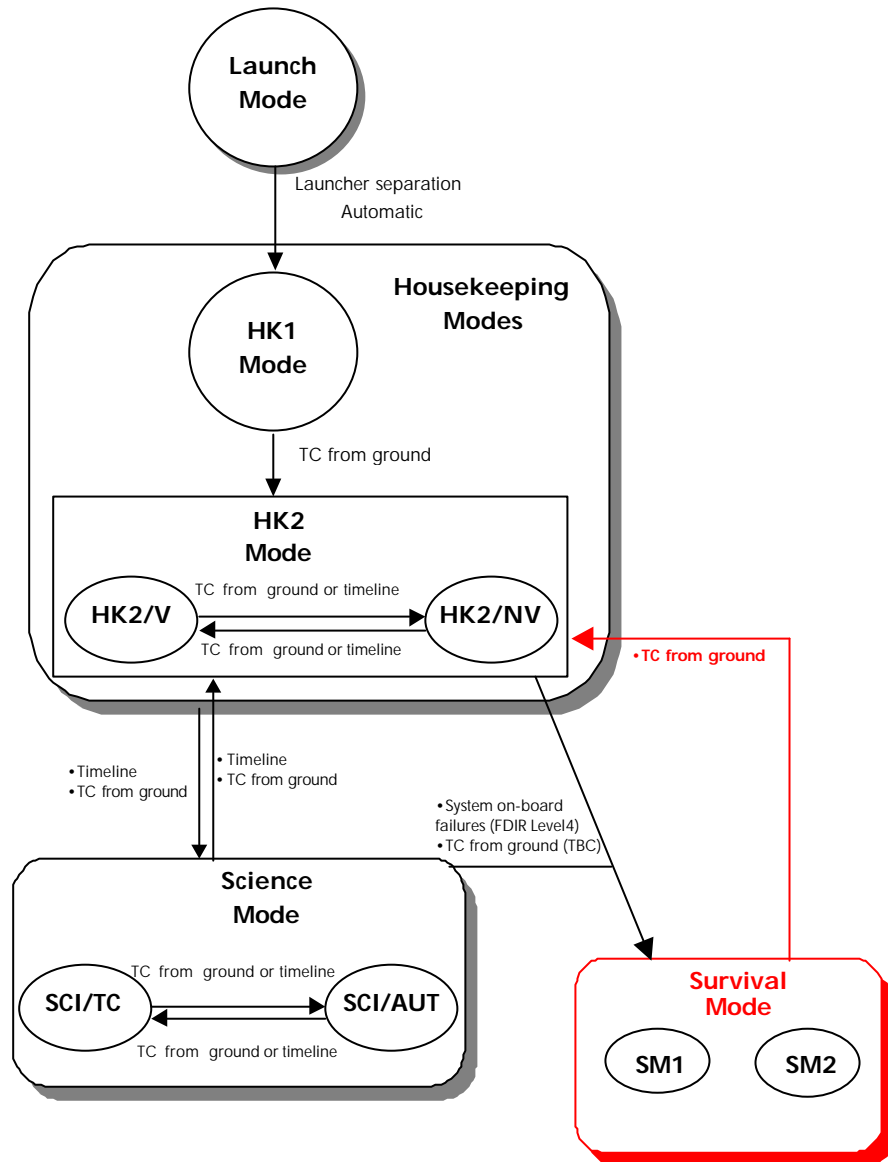 Launch
Mode
Launcher separation
Automatic
Housekeeping
Modes
HK1
Mode
TC from ground
HK2
Mode
TC from ground or timeline
HK2/V
HK2/NV
TC from ground or timeline
•TC from ground
•Timeline
•TC from ground
•Timeline
•TC from ground
•System on-board
failures (FDIR Level4)
•TC from ground (TBC)
Science
Mode
TC from ground or timeline
SCI/TC
SCI/AUT
TC from ground or timeline
Survival
Mode
SM1
SM2